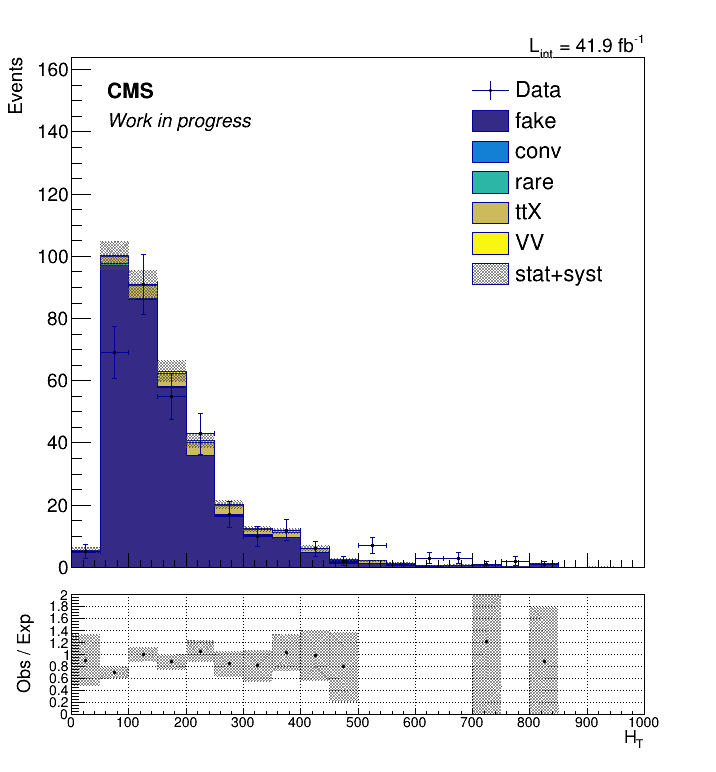 L_int = 41.9 fb^-1
Events
160
140
120
100
80
60
40
20
0
CMS
Work in progress
Data
fake
conv
rare
ttX
VV
stat+syst
Obs / Exp
2
1.8
1.6
1.4
1.2
1
0.8
0.6
0.4
0.2
0
0 100 200 300 400 500 600 700 800 900 1000
H_T